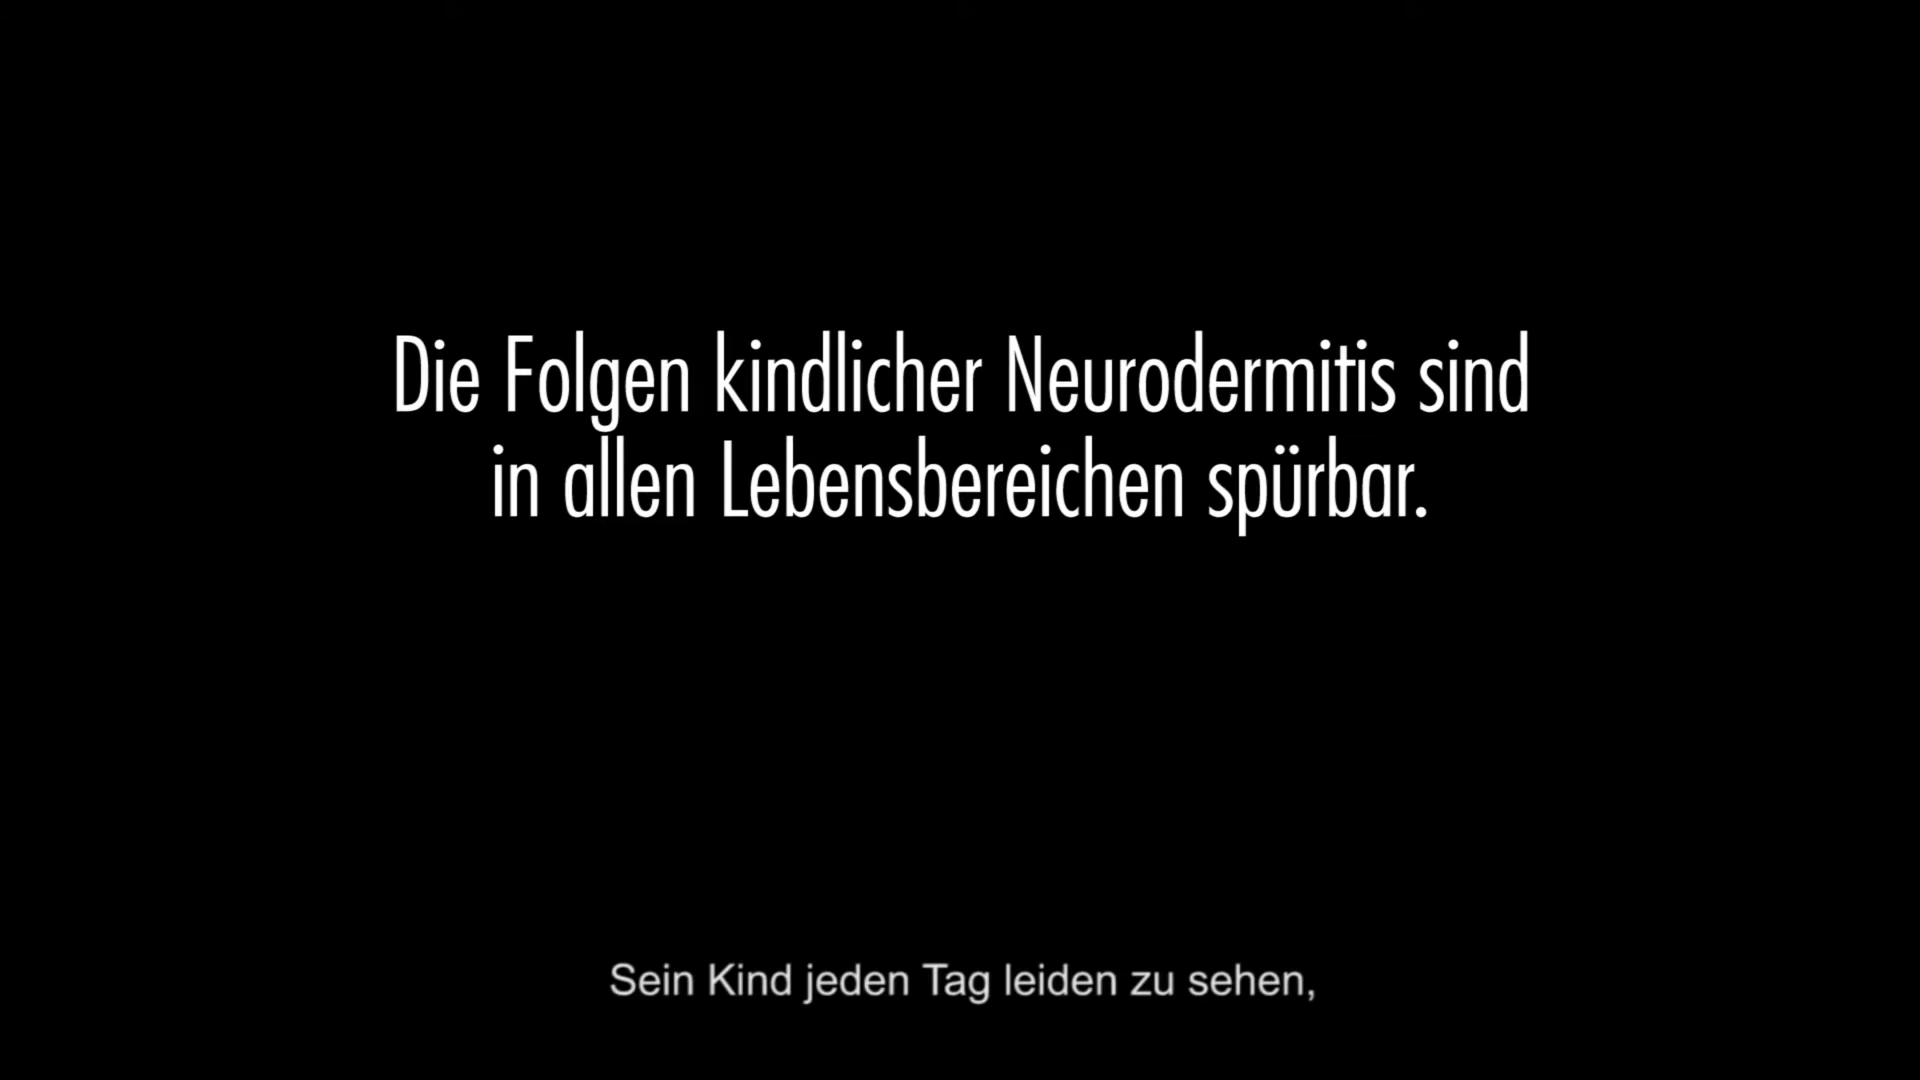 Die Folgen kindlicher Neurodermitis sind
in allen Lebensbereichen spürbar.
Sein Kind jeden Tag leiden zu sehen,